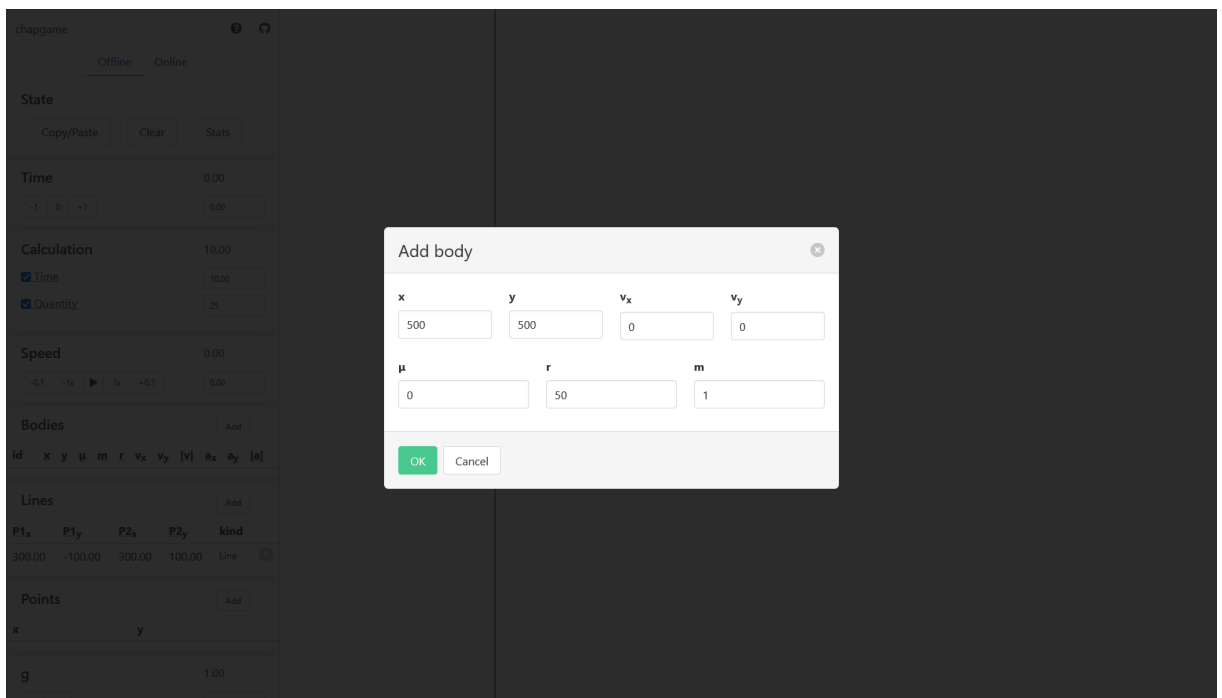 chapgame
Offline Online
State
Copy/Paste Clear Stats
Time 0.00
-1 0 +1 0.00
Calculation 10.00
Time 10.00
Quantity 25
Speed 0.00
-0.1 -1x 1x +0.1 0.00
Bodies Add
id x y μ m r vx vy |v| ax ay |a|
Lines Add
P1x P1y P2x P2y kind
300.00 -100.00 300.00 100.00 Line
Points Add
x y
g 1.00
Add body
x y vx vy
500 500 0 0
μ r m
0 50 1
OK Cancel